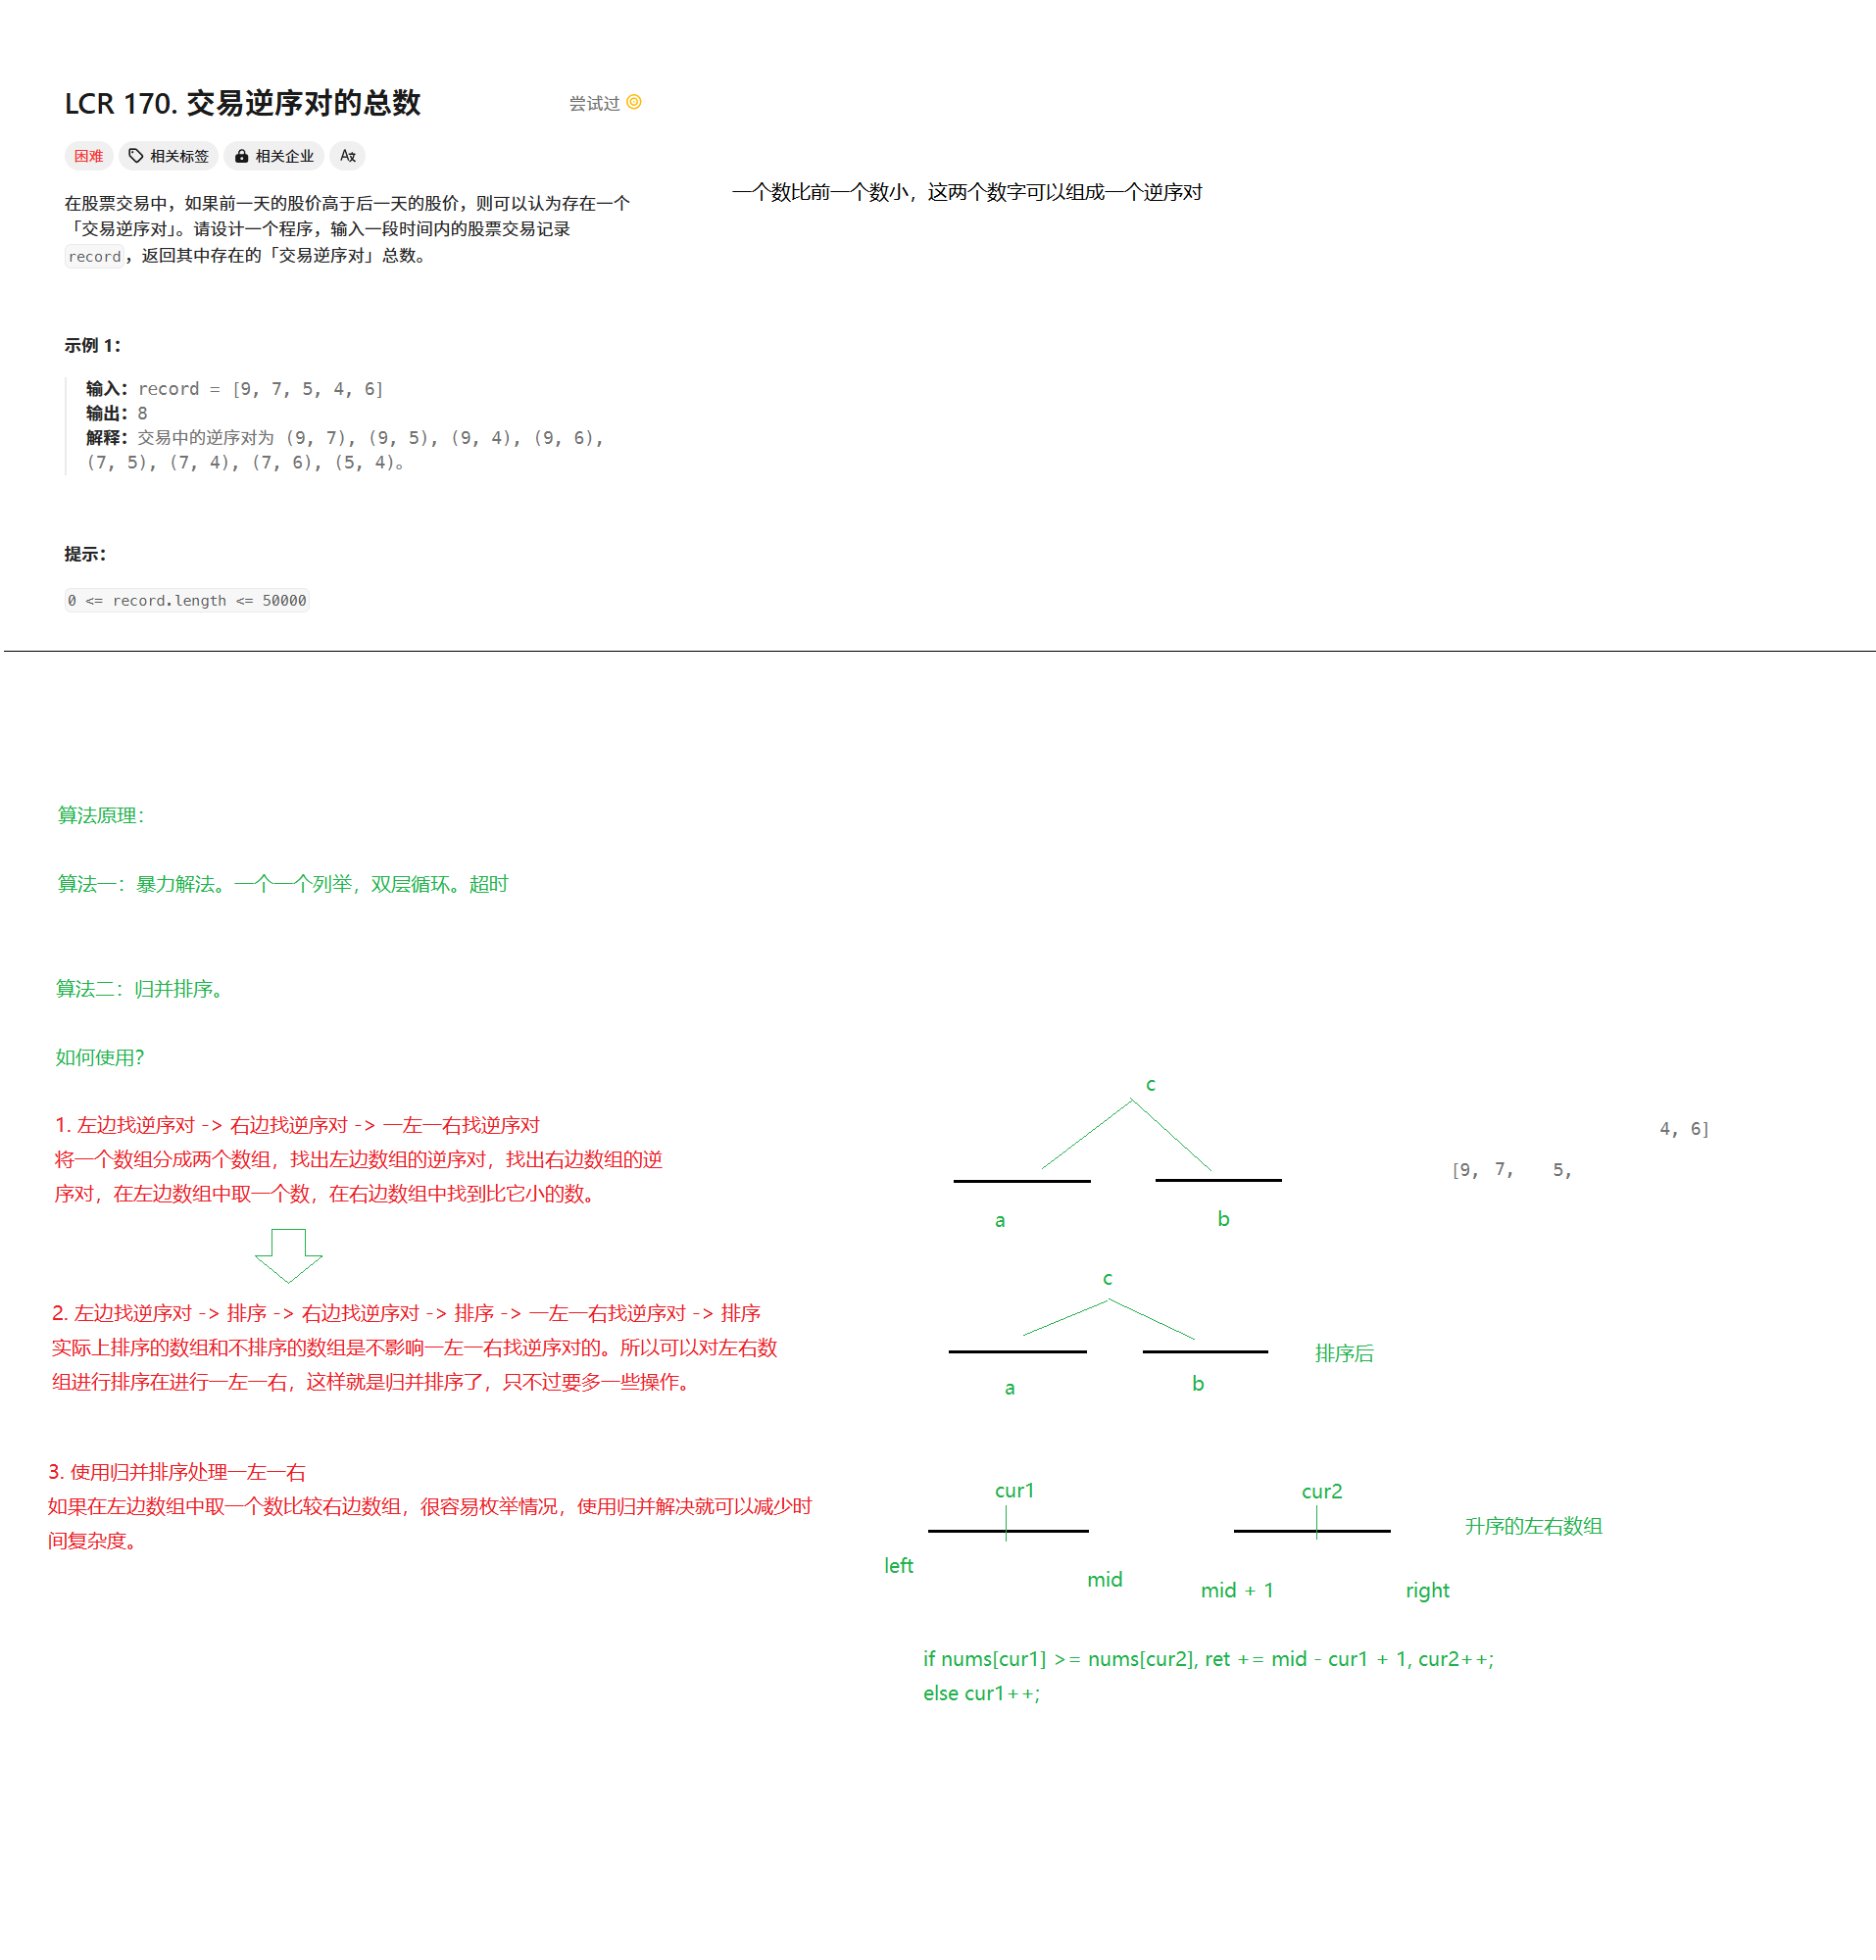 LCR 170. 交易逆序对的总数
尝试过
困难 相关标签 相关企业
一个数比前一个数小，这两个数字可以组成一个逆序对
在股票交易中，如果前一天的股价高于后一天的股价，则可以认为存在一个
「交易逆序对」。请设计一个程序，输入一段时间内的股票交易记录
record，返回其中存在的「交易逆序对」总数。
示例 1：
输入：record = [9, 7, 5, 4, 6]
输出：8
解释：交易中的逆序对为 (9, 7), (9, 5), (9, 4), (9, 6),
(7, 5), (7, 4), (7, 6), (5, 4)。
提示：
0 <= record.length <= 50000
算法原理：
算法一：暴力解法。一个一个列举，双层循环。超时
算法二：归并排序。
如何使用？
1. 左边找逆序对 -> 右边找逆序对 -> 一左一右找逆序对
将一个数组分成两个数组，找出左边数组的逆序对，找出右边数组的逆
序对，在左边数组中取一个数，在右边数组中找到比它小的数。
2. 左边找逆序对 -> 排序 -> 右边找逆序对 -> 排序 -> 一左一右找逆序对 -> 排序
实际上排序的数组和不排序的数组是不影响一左一右找逆序对的。所以可以对左右数
组进行排序在进行一左一右，这样就是归并排序了，只不过要多一些操作。
3. 使用归并排序处理一左一右
如果在左边数组中取一个数比较右边数组，很容易枚举情况，使用归并解决就可以减少时
间复杂度。
c
a
b
4, 6]
[9, 7, 5,
c
a
b
排序后
cur1
cur2
升序的左右数组
left
mid
mid + 1
right
if nums[cur1] >= nums[cur2], ret += mid - cur1 + 1, cur2++;
else cur1++;